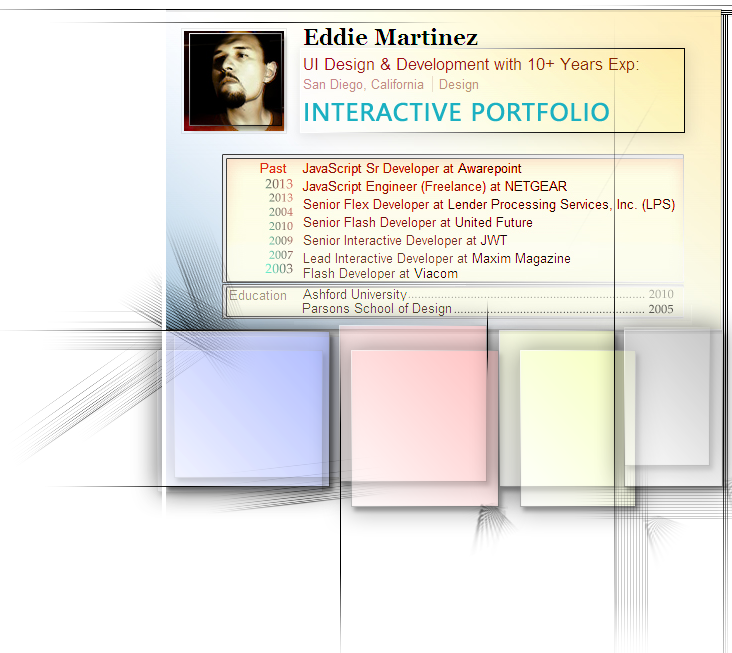 Eddie Martinez
UI Design & Development with 10+ Years Exp:
San Diego, California | Design
INTERACTIVE PORTFOLIO
Past JavaScript Sr Developer at Awarepoint
2013 JavaScript Engineer (Freelance) at NETGEAR
2013 Senior Flex Developer at Lender Processing Services, Inc. (LPS)
2004
2010 Senior Flash Developer at United Future
2009 Senior Interactive Developer at JWT
2007 Lead Interactive Developer at Maxim Magazine
2003 Flash Developer at Viacom
Education Ashford University 2010
Parsons School of Design 2005